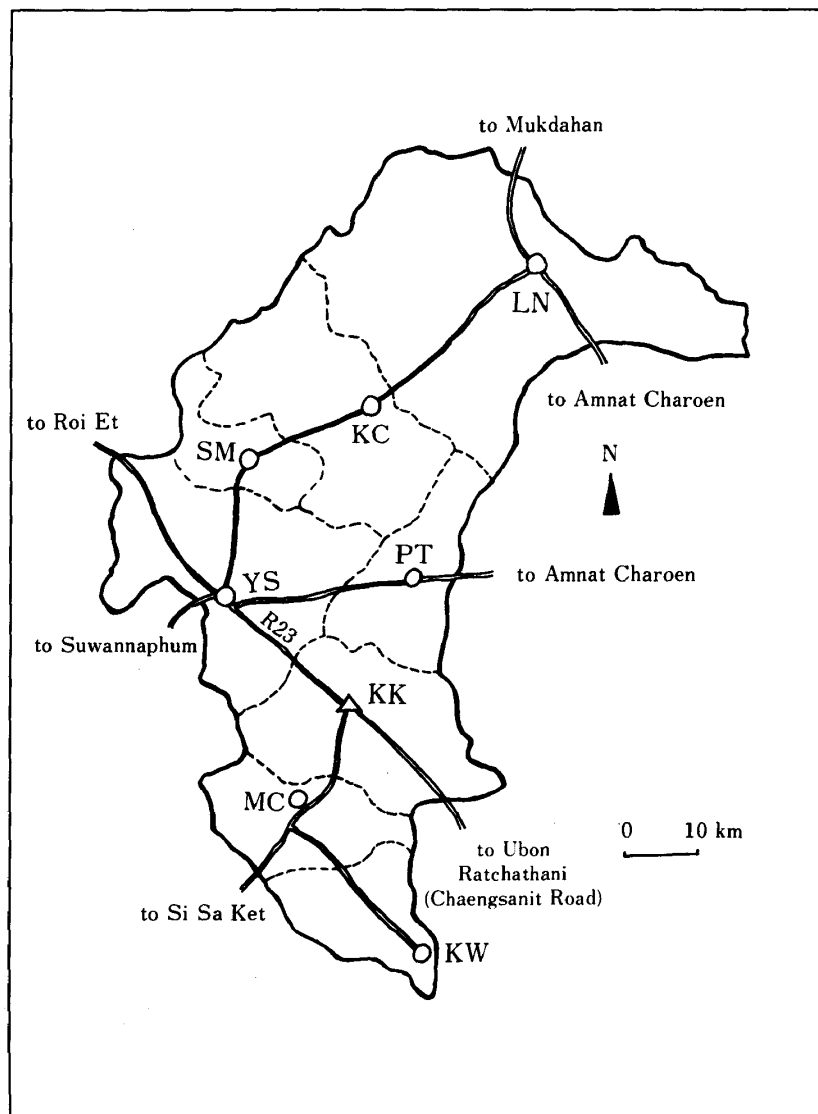 to Mukdahan
LN
to Amnat Charoen
to Roi Et
KC
SM
N
PT
to Amnat Charoen
YS
R23
to Suwannaphum
KK
MC
0 10 km
to Ubon
Ratchathani
(Chaengsanit Road)
to Si Sa Ket
KW